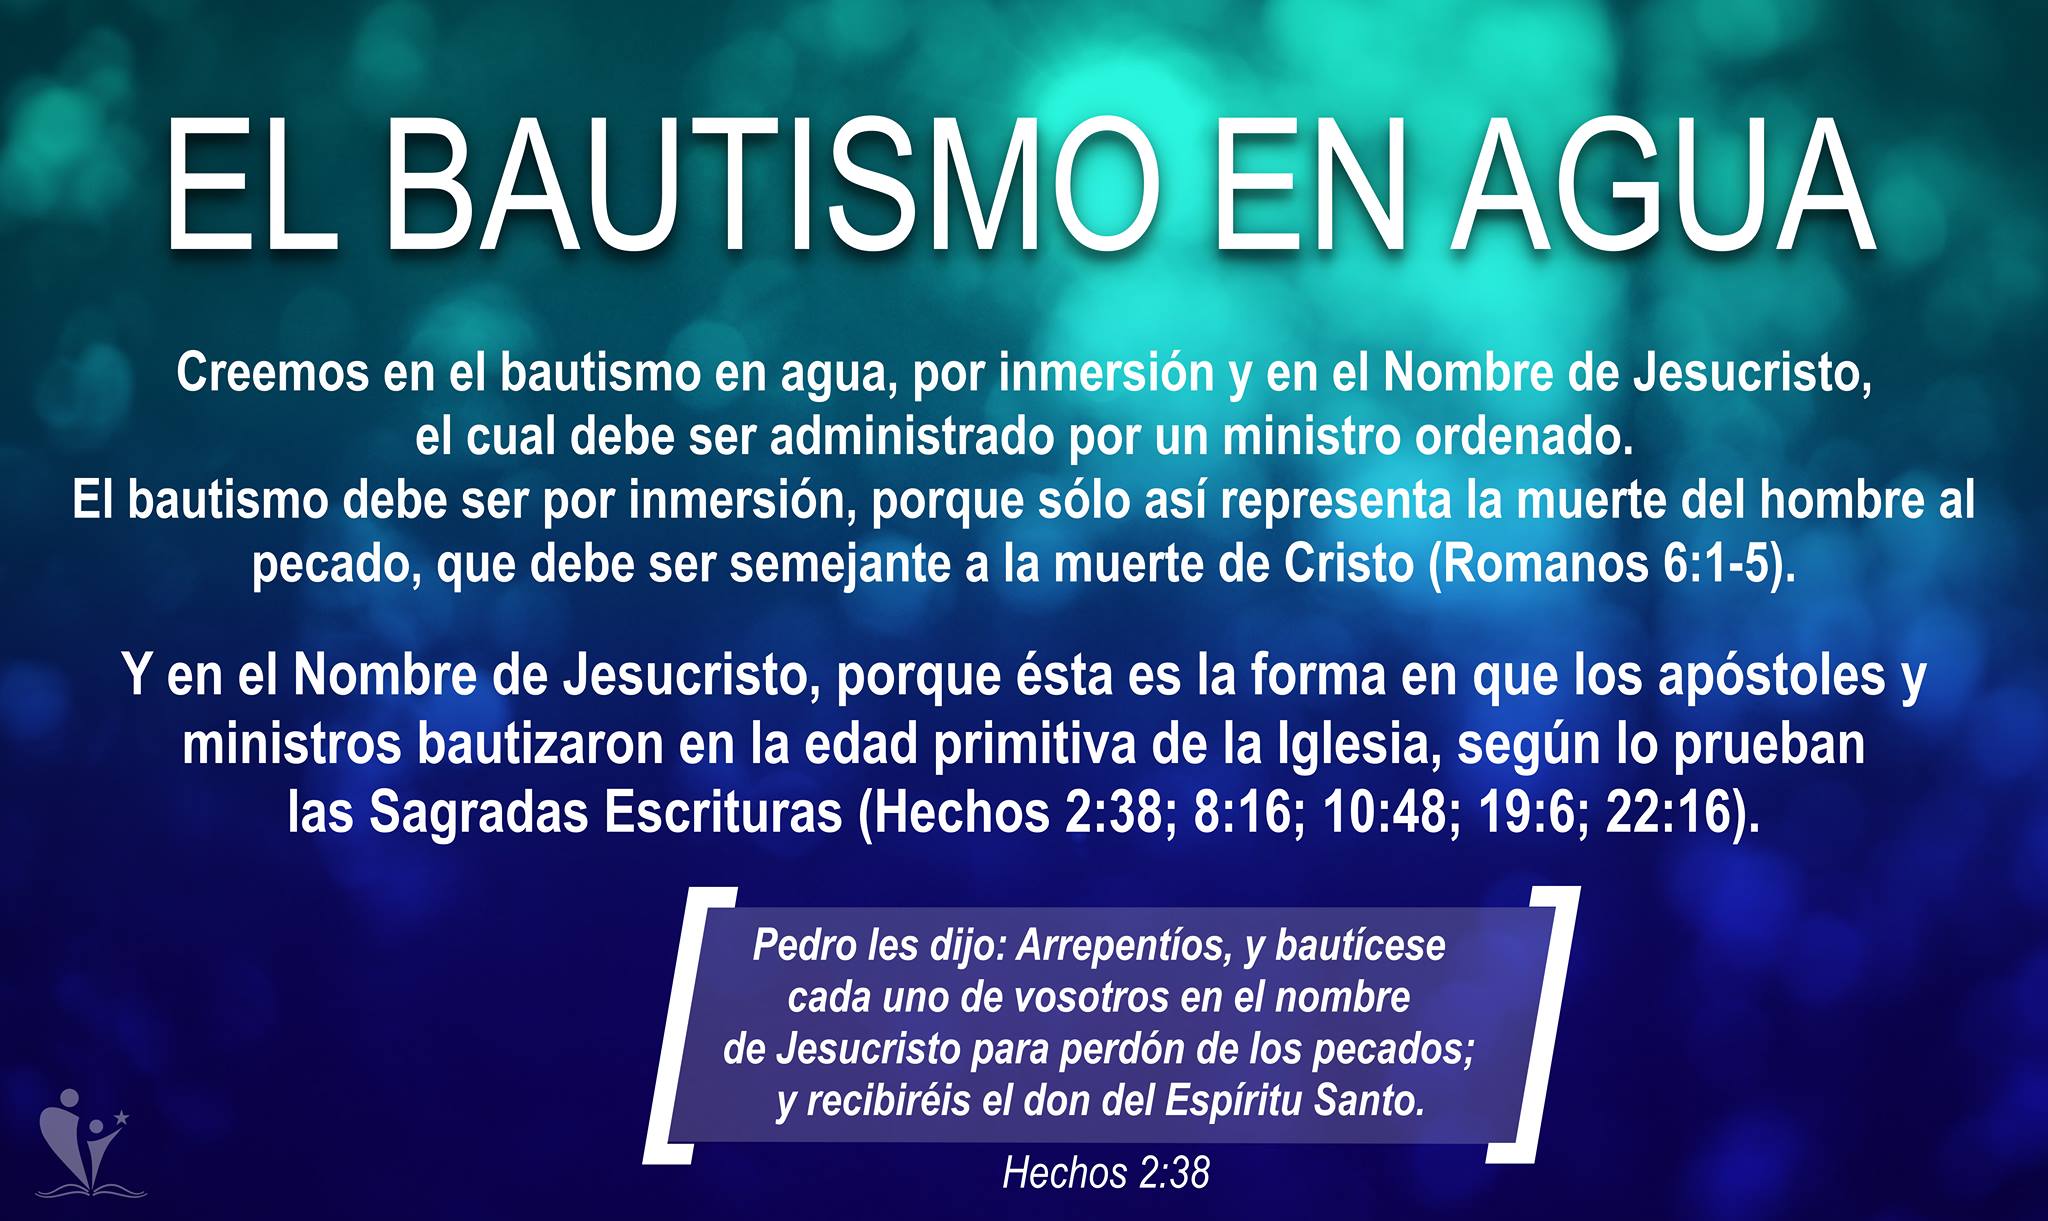 EL BAUTISMO EN AGUA
Creemos en el bautismo en agua, por inmersión y en el Nombre de Jesucristo,
el cual debe ser administrado por un ministro ordenado.
El bautismo debe ser por inmersión, porque sólo así representa la muerte del hombre al
pecado, que debe ser semejante a la muerte de Cristo (Romanos 6:1-5).
Y en el Nombre de Jesucristo, porque ésta es la forma en que los apóstoles y
ministros bautizaron en la edad primitiva de la Iglesia, según lo prueban
las Sagradas Escrituras (Hechos 2:38; 8:16; 10:48; 19:6; 22:16).
Pedro les dijo: Arrepentíos, y bautícese
cada uno de vosotros en el nombre
de Jesucristo para perdón de los pecados;
y recibiréis el don del Espíritu Santo.
Hechos 2:38